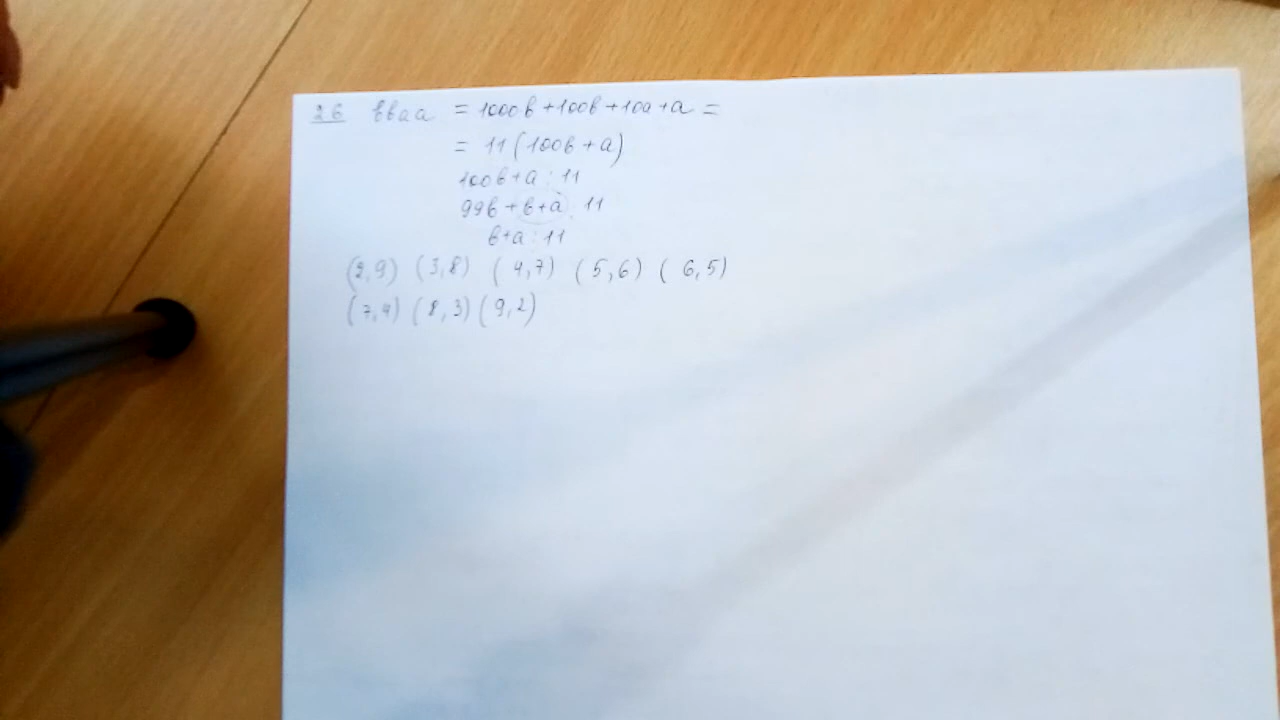 26 bbaa = 1000b + 100b + 10a + a =
= 11 (100b + a)
100b + a ⋮ 11
99b + b + a ⋮ 11
b + a ⋮ 11
(2,9) (3,8) (4,7) (5,6) (6,5)
(7,4) (8,3) (9,2)